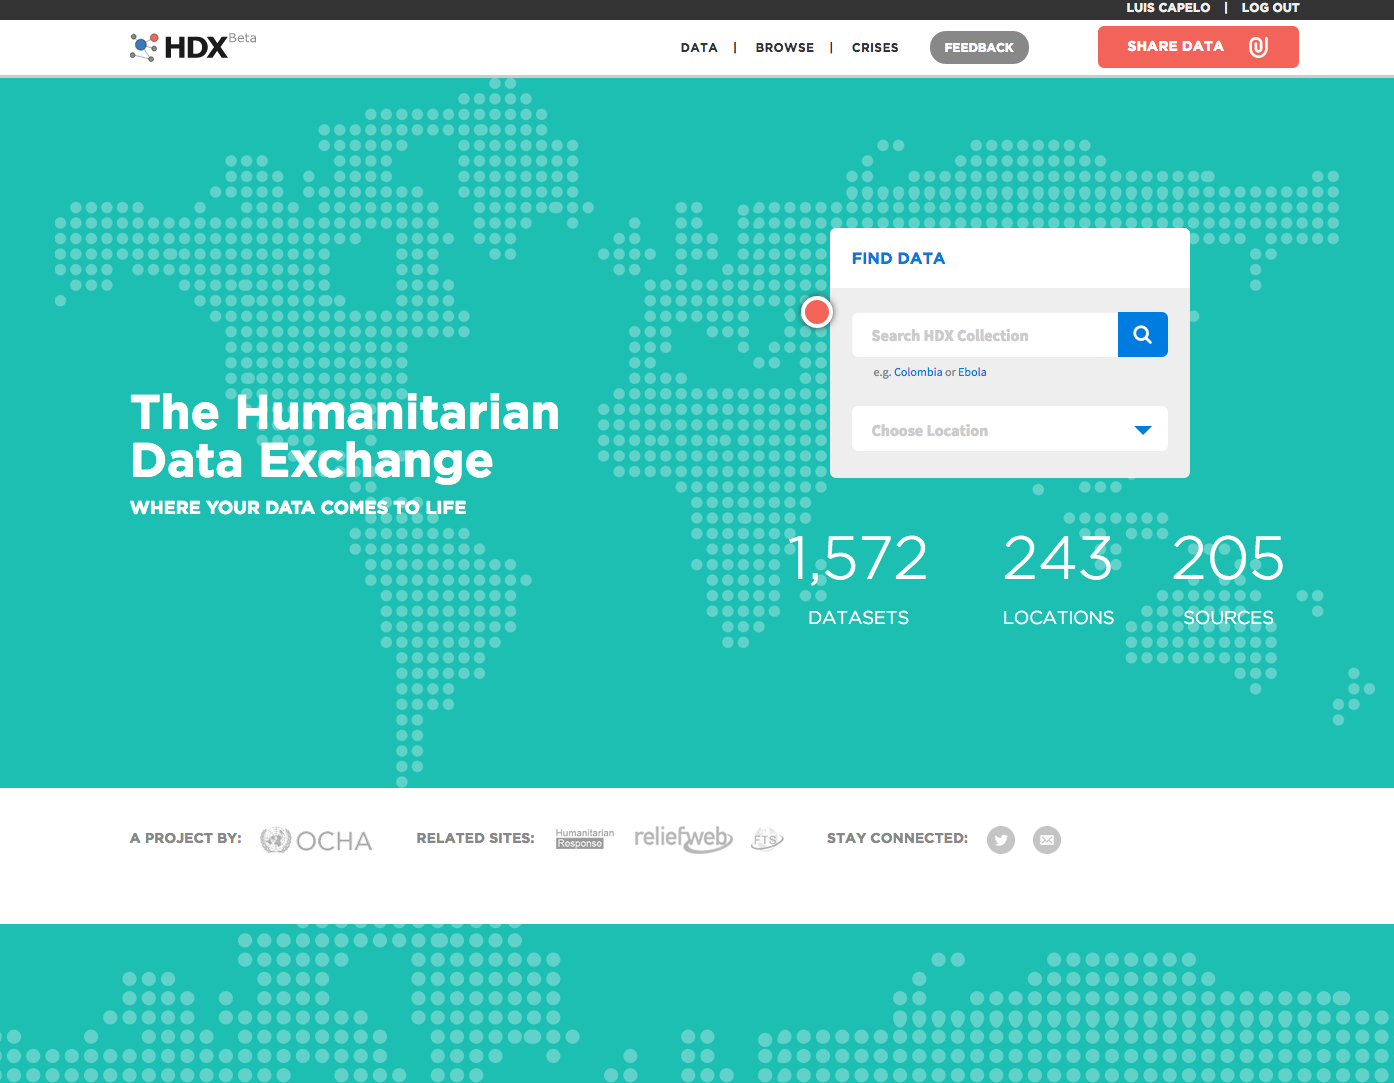 LUIS CAPELO | LOG OUT
HDX Beta
DATA | BROWSE | CRISES FEEDBACK SHARE DATA
FIND DATA
Search HDX Collection
e.g. Colombia or Ebola
Choose Location
The Humanitarian
Data Exchange
WHERE YOUR DATA COMES TO LIFE
1,572 243 205
DATASETS LOCATIONS SOURCES
A PROJECT BY: OCHA RELATED SITES: Humanitarian
Response
reliefweb FTS STAY CONNECTED: